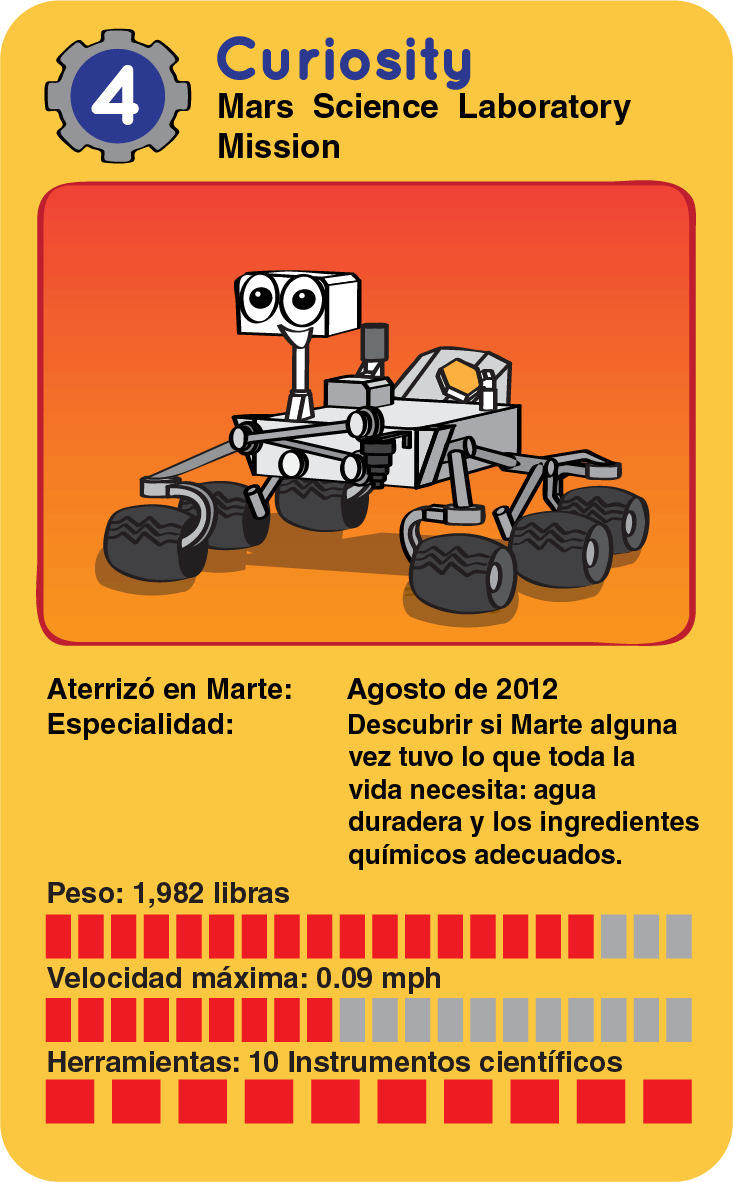 4
Curiosity
Mars Science Laboratory
Mission
Aterrizó en Marte: Agosto de 2012
Especialidad: Descubrir si Marte alguna
vez tuvo lo que toda la
vida necesita: agua
duradera y los ingredientes
químicos adecuados.
Peso: 1,982 libras
Velocidad máxima: 0.09 mph
Herramientas: 10 Instrumentos científicos